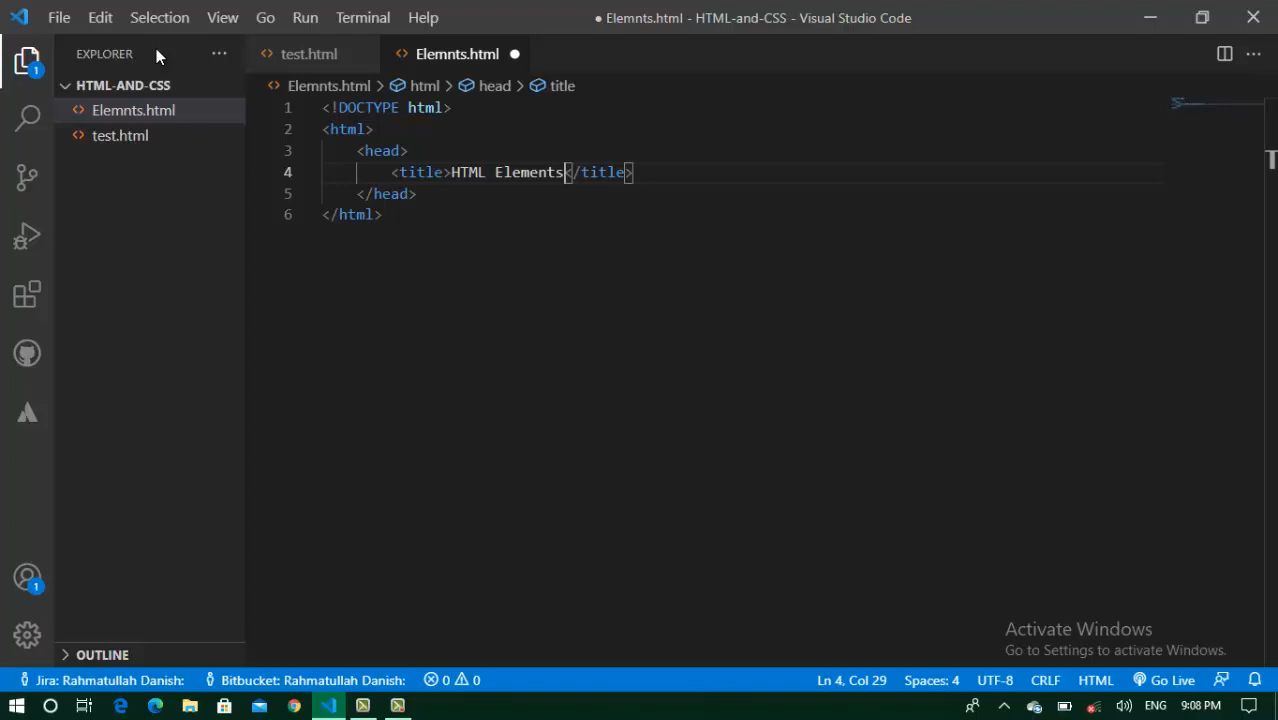 File Edit Selection View Go Run Terminal Help ● Elemnts.html - HTML-and-CSS - Visual Studio Code
EXPLORER ··· <> test.html <> Elemnts.html ●
HTML-AND-CSS
Elemnts.html > html > head > title
<> Elemnts.html
<> test.html
1 <!DOCTYPE html>
2 <html>
3 <head>
4 <title>HTML Elements</title>
5 </head>
6 </html>
1
1
OUTLINE
Activate Windows
Go to Settings to activate Windows.
Jira: Rahmatullah Danish: Bitbucket: Rahmatullah Danish: 0 0 Ln 4, Col 29 Spaces: 4 UTF-8 CRLF HTML Go Live
ENG 9:08 PM